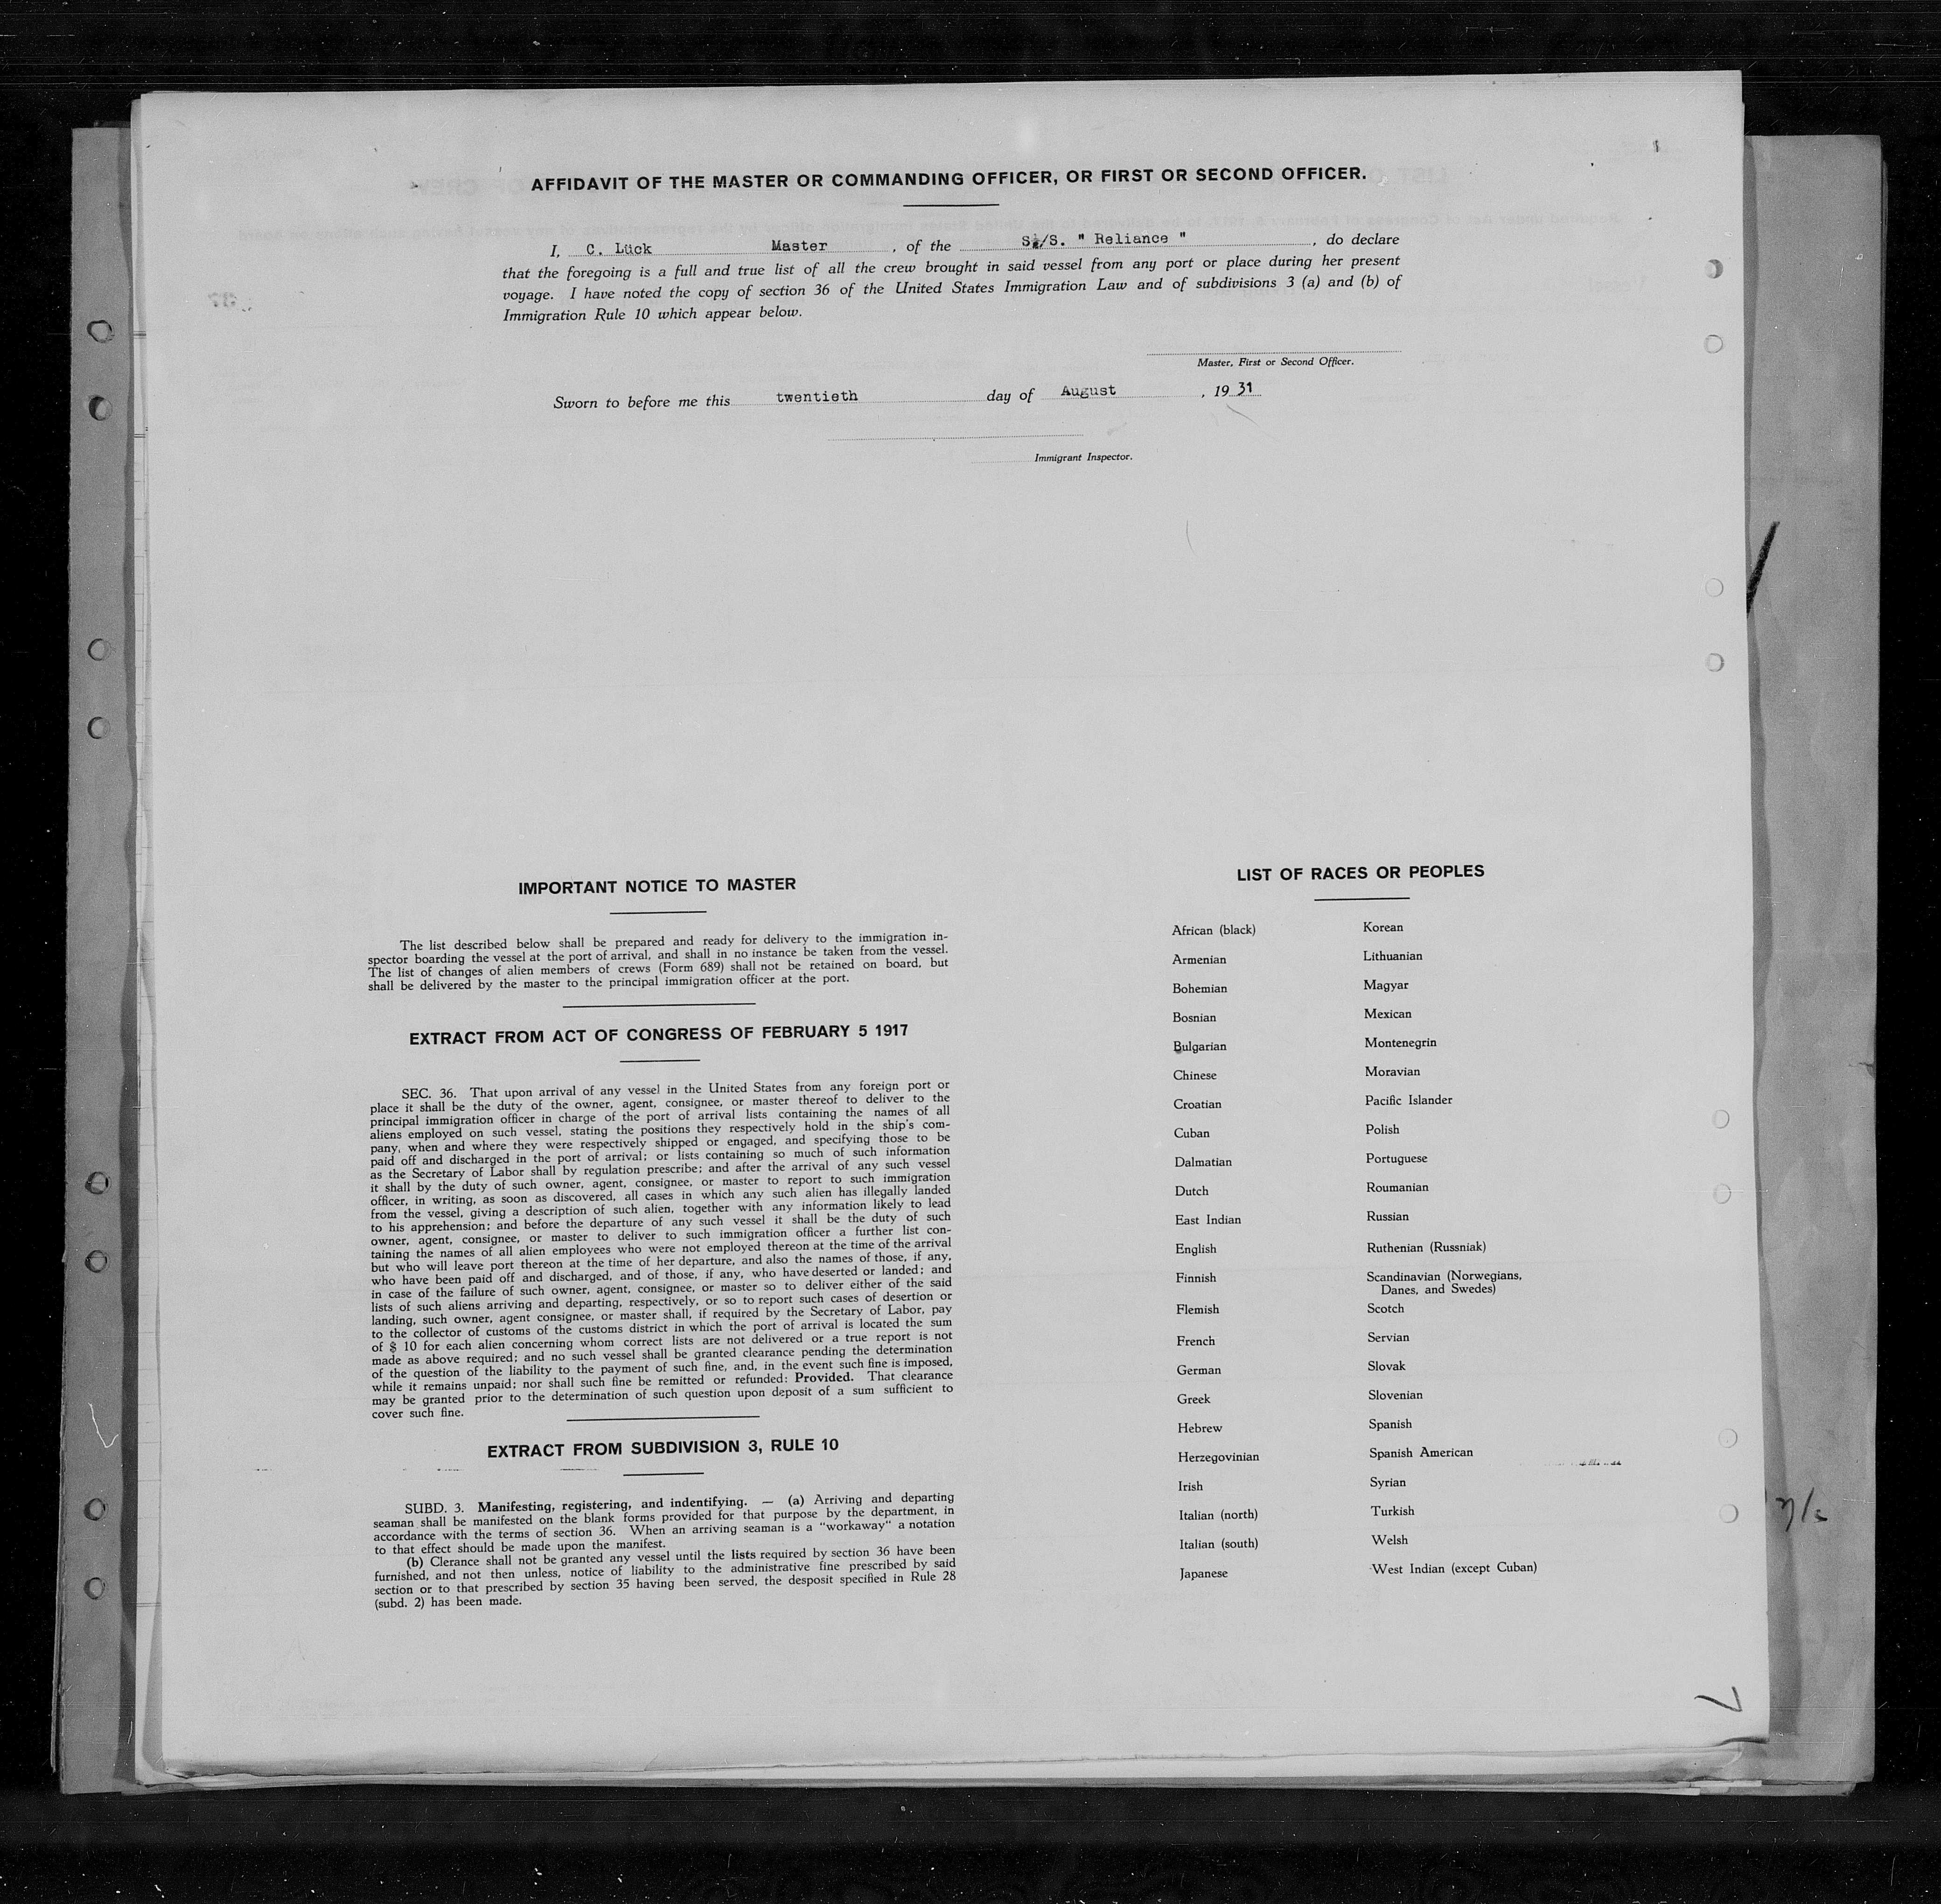 AFFIDAVIT OF THE MASTER OR COMMANDING OFFICER, OR FIRST OR SECOND OFFICER.
I, C. Lück Master, of the S/S. " Reliance ", do declare
that the foregoing is a full and true list of all the crew brought in said vessel from any port or place during her present
voyage. I have noted the copy of section 36 of the United States Immigration Law and of subdivisions 3 (a) and (b) of
Immigration Rule 10 which appear below.
Master, First or Second Officer.
Sworn to before me this twentieth day of August, 19 31
Immigrant Inspector.
IMPORTANT NOTICE TO MASTER
The list described below shall be prepared and ready for delivery to the immigration in-
spector boarding the vessel at the port of arrival, and shall in no instance be taken from the vessel.
The list of changes of alien members of crews (Form 689) shall not be retained on board, but
shall be delivered by the master to the principal immigration officer at the port.
EXTRACT FROM ACT OF CONGRESS OF FEBRUARY 5 1917
SEC. 36. That upon arrival of any vessel in the United States from any foreign port or
place it shall be the duty of the owner, agent, consignee, or master thereof to deliver to the
principal immigration officer in charge of the port of arrival lists containing the names of all
aliens employed on such vessel, stating the positions they respectively hold in the ship's com-
pany, when and where they were respectively shipped or engaged, and specifying those to be
paid off and discharged in the port of arrival; or lists containing so much of such information
as the Secretary of Labor shall by regulation prescribe; and after the arrival of any such vessel
it shall by the duty of such owner, agent, consignee, or master to report to such immigration
officer, in writing, as soon as discovered, all cases in which any such alien has illegally landed
from the vessel, giving a description of such alien, together with any information likely to lead
to his apprehension; and before the departure of any such vessel it shall be the duty of such
owner, agent, consignee, or master to deliver to such immigration officer a further list con-
taining the names of all alien employees who were not employed thereon at the time of the arrival
but who will leave port thereon at the time of her departure, and also the names of those, if any,
who have been paid off and discharged, and of those, if any, who have deserted or landed; and
in case of the failure of such owner, agent, consignee, or master so to deliver either of the said
lists of such aliens arriving and departing, respectively, or so to report such cases of desertion or
landing, such owner, agent consignee, or master shall, if required by the Secretary of Labor, pay
to the collector of customs of the customs district in which the port of arrival is located the sum
of $ 10 for each alien concerning whom correct lists are not delivered or a true report is not
made as above required; and no such vessel shall be granted clearance pending the determination
of the question of the liability to the payment of such fine, and, in the event such fine is imposed,
while it remains unpaid; nor shall such fine be remitted or refunded: Provided. That clearance
may be granted prior to the determination of such question upon deposit of a sum sufficient to
cover such fine.
EXTRACT FROM SUBDIVISION 3, RULE 10
SUBD. 3. Manifesting, registering, and indentifying. — (a) Arriving and departing
seaman shall be manifested on the blank forms provided for that purpose by the department, in
accordance with the terms of section 36. When an arriving seaman is a "workaway" a notation
to that effect should be made upon the manifest.
(b) Clerance shall not be granted any vessel until the lists required by section 36 have been
furnished, and not then unless, notice of liability to the administrative fine prescribed by said
section or to that prescribed by section 35 having been served, the desposit specified in Rule 28
(subd. 2) has been made.
LIST OF RACES OR PEOPLES
African (black)
Armenian
Bohemian
Bosnian
Bulgarian
Chinese
Croatian
Cuban
Dalmatian
Dutch
East Indian
English
Finnish
Flemish
French
German
Greek
Hebrew
Herzegovinian
Irish
Italian (north)
Italian (south)
Japanese
Korean
Lithuanian
Magyar
Mexican
Montenegrin
Moravian
Pacific Islander
Polish
Portuguese
Roumanian
Russian
Ruthenian (Russniak)
Scandinavian (Norwegians,
Danes, and Swedes)
Scotch
Servian
Slovak
Slovenian
Spanish
Spanish American
Syrian
Turkish
Welsh
West Indian (except Cuban)
7